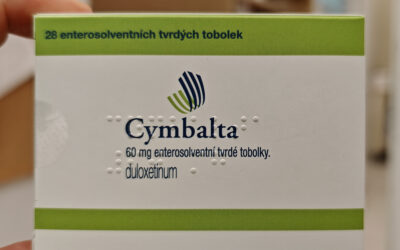 28 enterosolventních tvrdých tobolek
Cymbalta
60 mg enterosolventní tvrdé tobolky.
duloxetinum